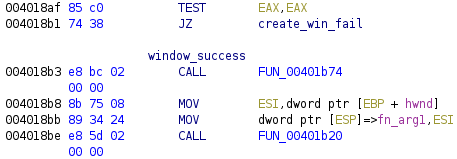 004018af 85 c0 TEST EAX,EAX
004018b1 74 38 JZ create_win_fail
window_success
004018b3 e8 bc 02 CALL FUN_00401b74
00 00
004018b8 8b 75 08 MOV ESI,dword ptr [EBP + hwnd]
004018bb 89 34 24 MOV dword ptr [ESP]=>fn_arg1,ESI
004018be e8 5d 02 CALL FUN_00401b20
00 00